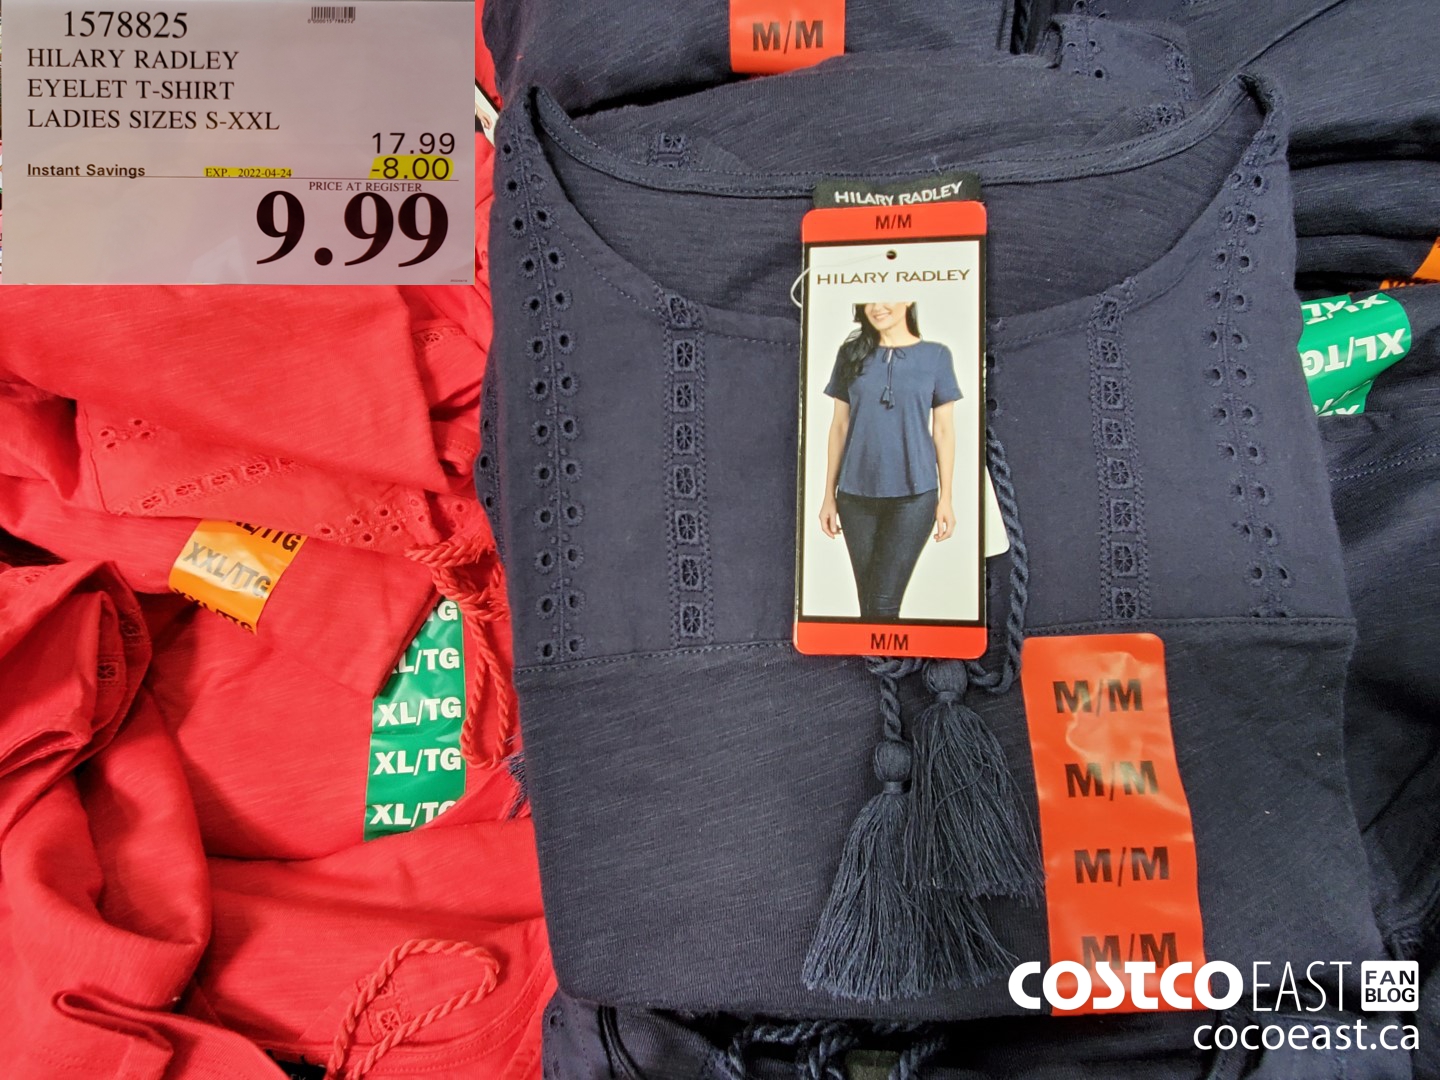 1578825
HILARY RADLEY
EYELET T-SHIRT
LADIES SIZES S-XXL
17.99
Instant Savings EXP. 2022-04-24 -8.00
PRICE AT REGISTER
9.99
M/M
HILARY RADLEY
M/M
HILARY RADLEY
M/M
M/M
M/M
M/M
M/M
XL/TG
XXL/TTG
XL/TG
XL/TG
XL/TG
COSTCO EAST FAN BLOG
cocoeast.ca